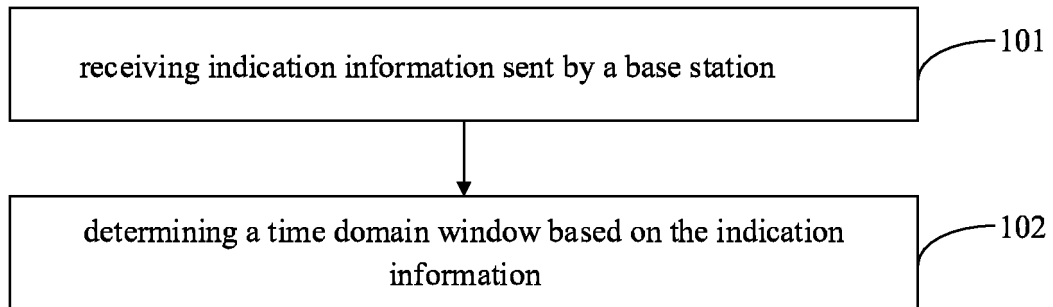 receiving indication information sent by a base station
101
determining a time domain window based on the indication
information
102